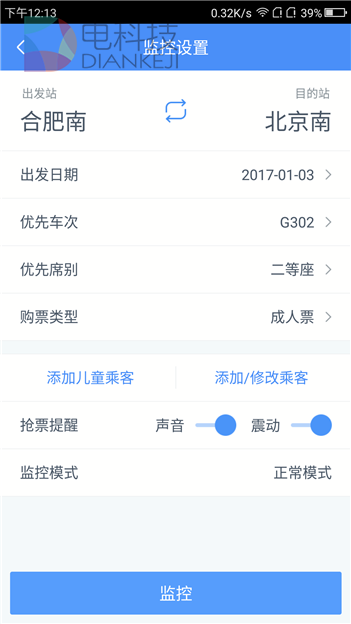 下午12:13 0.32K/s 39%
电科技
DIANKEJI
监控设置
出发站 目的站
合肥南 北京南
出发日期 2017-01-03
优先车次 G302
优先席别 二等座
购票类型 成人票
添加儿童乘客 添加/修改乘客
抢票提醒 声音 震动
监控模式 正常模式
监控